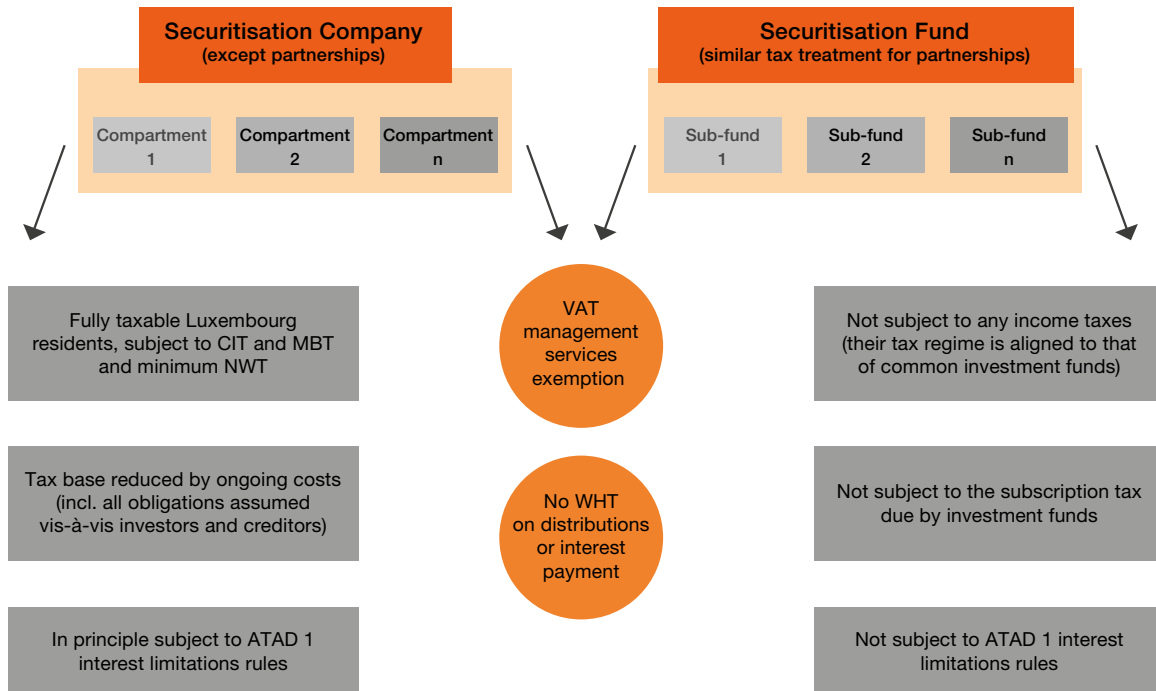 Securitisation Company
(except partnerships)
Compartment
1
Compartment
2
Compartment
n
Securitisation Fund
(similar tax treatment for partnerships)
Sub-fund
1
Sub-fund
2
Sub-fund
n
Fully taxable Luxembourg
residents, subject to CIT and MBT
and minimum NWT
Tax base reduced by ongoing costs
(incl. all obligations assumed
vis-à-vis investors and creditors)
In principle subject to ATAD 1
interest limitations rules
VAT
management
services
exemption
No WHT
on distributions
or interest
payment
Not subject to any income taxes
(their tax regime is aligned to that
of common investment funds)
Not subject to the subscription tax
due by investment funds
Not subject to ATAD 1 interest
limitations rules